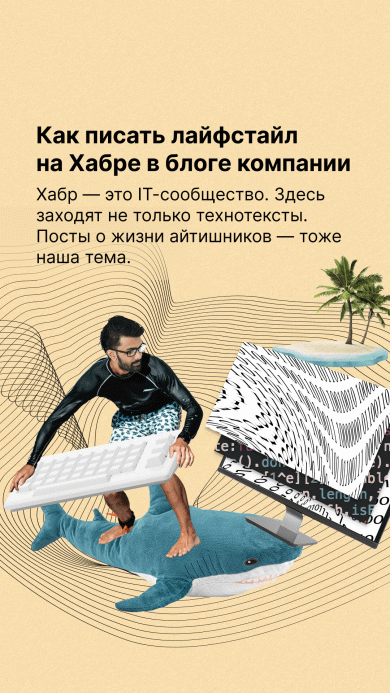 Как писать лайфстайл
на Хабре в блоге компании
Хабр — это IT-сообщество. Здесь
заходят не только технотексты.
Посты о жизни айтишников — тоже
наша тема.